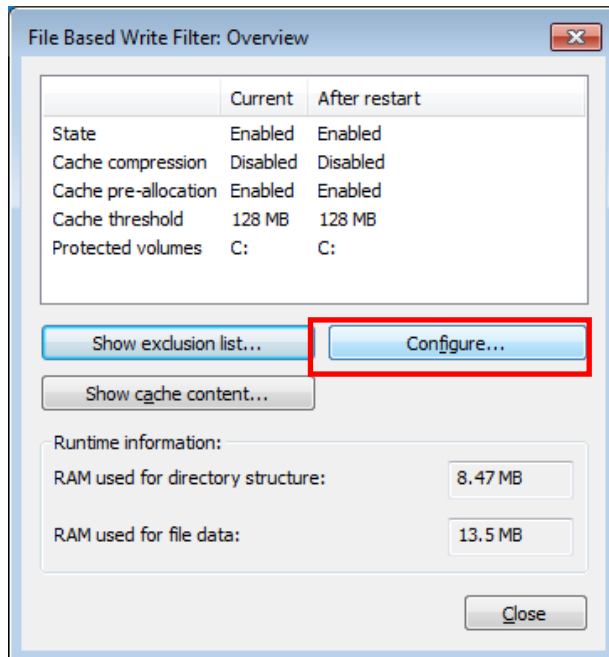 File Based Write Filter: Overview
Current After restart
State Enabled Enabled
Cache compression Disabled Disabled
Cache pre-allocation Enabled Enabled
Cache threshold 128 MB 128 MB
Protected volumes C: C:
Show exclusion list... Configure...
Show cache content...
Runtime information:
RAM used for directory structure: 8.47 MB
RAM used for file data: 13.5 MB
Close